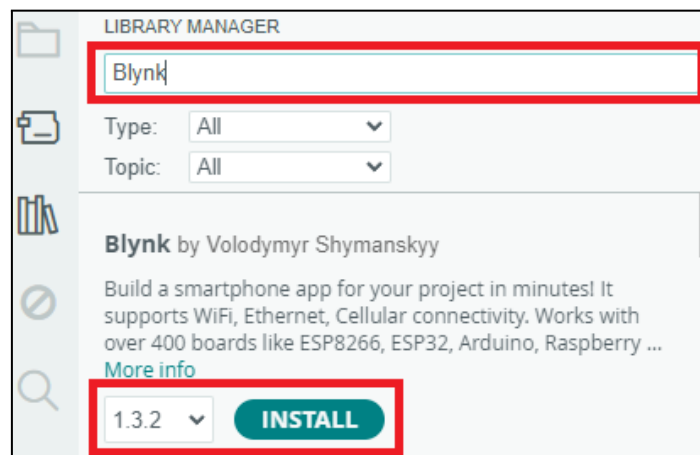 LIBRARY MANAGER
Blynk
Type: All
Topic: All
Blynk by Volodymyr Shymanskyy
Build a smartphone app for your project in minutes! It
supports WiFi, Ethernet, Cellular connectivity. Works with
over 400 boards like ESP8266, ESP32, Arduino, Raspberry ...
More info
1.3.2 INSTALL